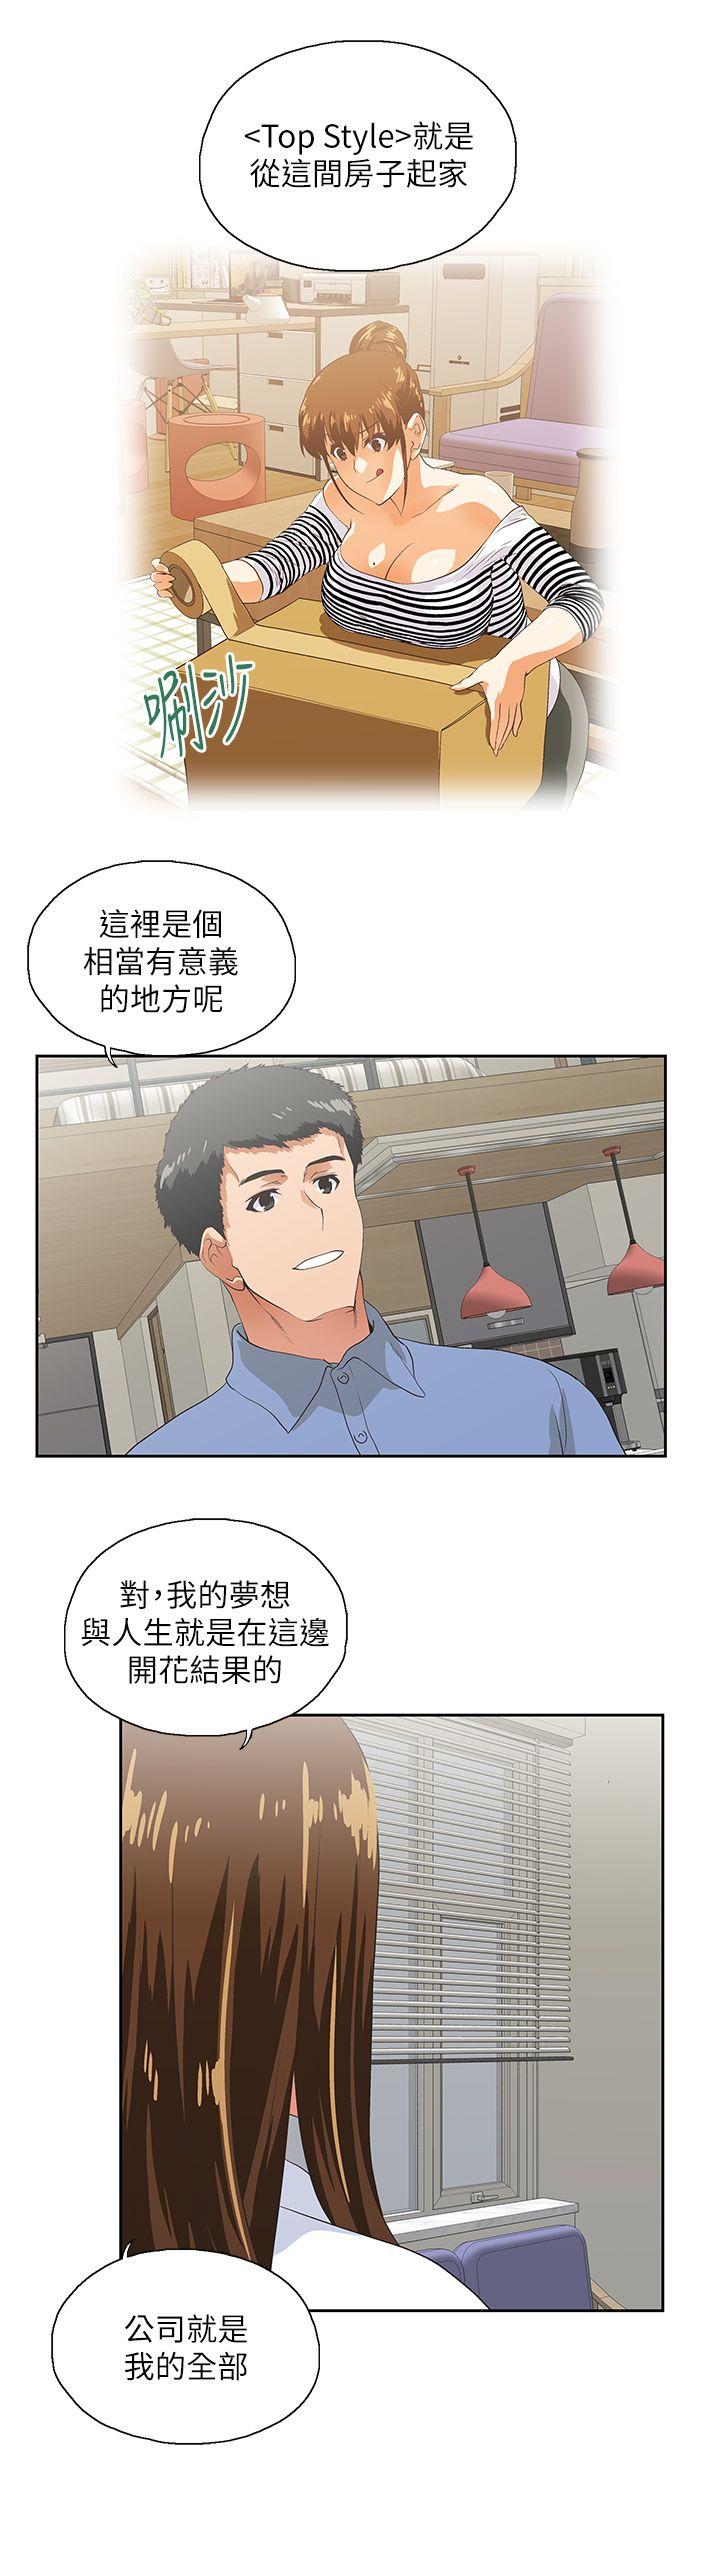 <Top Style>就是
從這間房子起家
唰沙
這裡是個
相當有意義
的地方呢
對，我的夢想
與人生就是在這邊
開花結果的
公司就是
我的全部